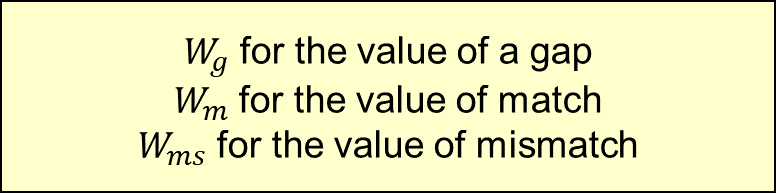 W_g for the value of a gap
W_m for the value of match
W_ms for the value of mismatch